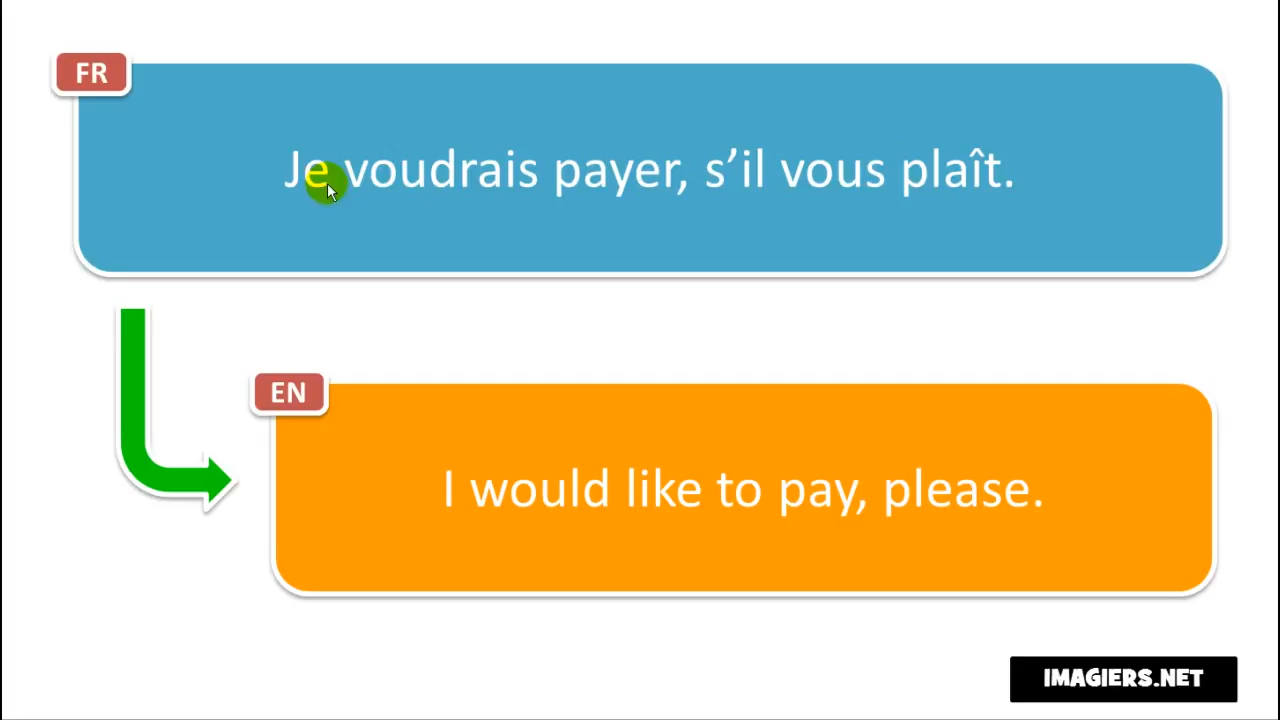 FR
Je voudrais payer, s’il vous plaît.
EN
I would like to pay, please.
IMAGIERS.NET